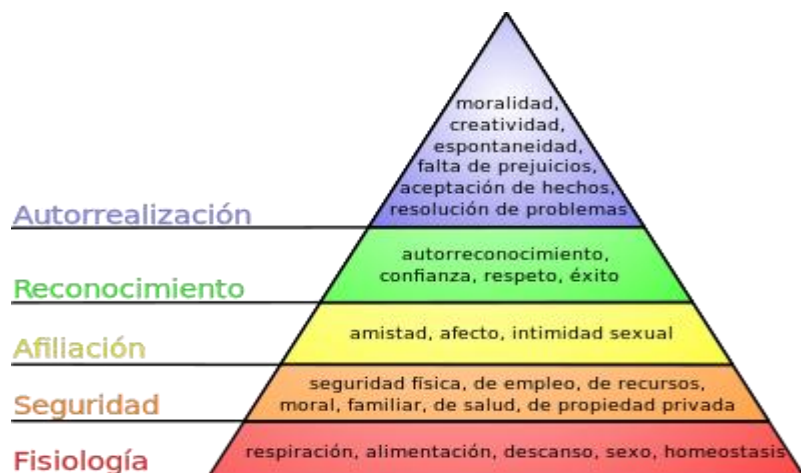 moralidad,
creatividad,
espontaneidad,
falta de prejuicios,
aceptación de hechos,
resolución de problemas
Autorrealización
autorreconocimiento,
confianza, respeto, éxito
Reconocimiento
amistad, afecto, intimidad sexual
Afiliación
seguridad física, de empleo, de recursos,
moral, familiar, de salud, de propiedad privada
Seguridad
respiración, alimentación, descanso, sexo, homeostasis
Fisiología